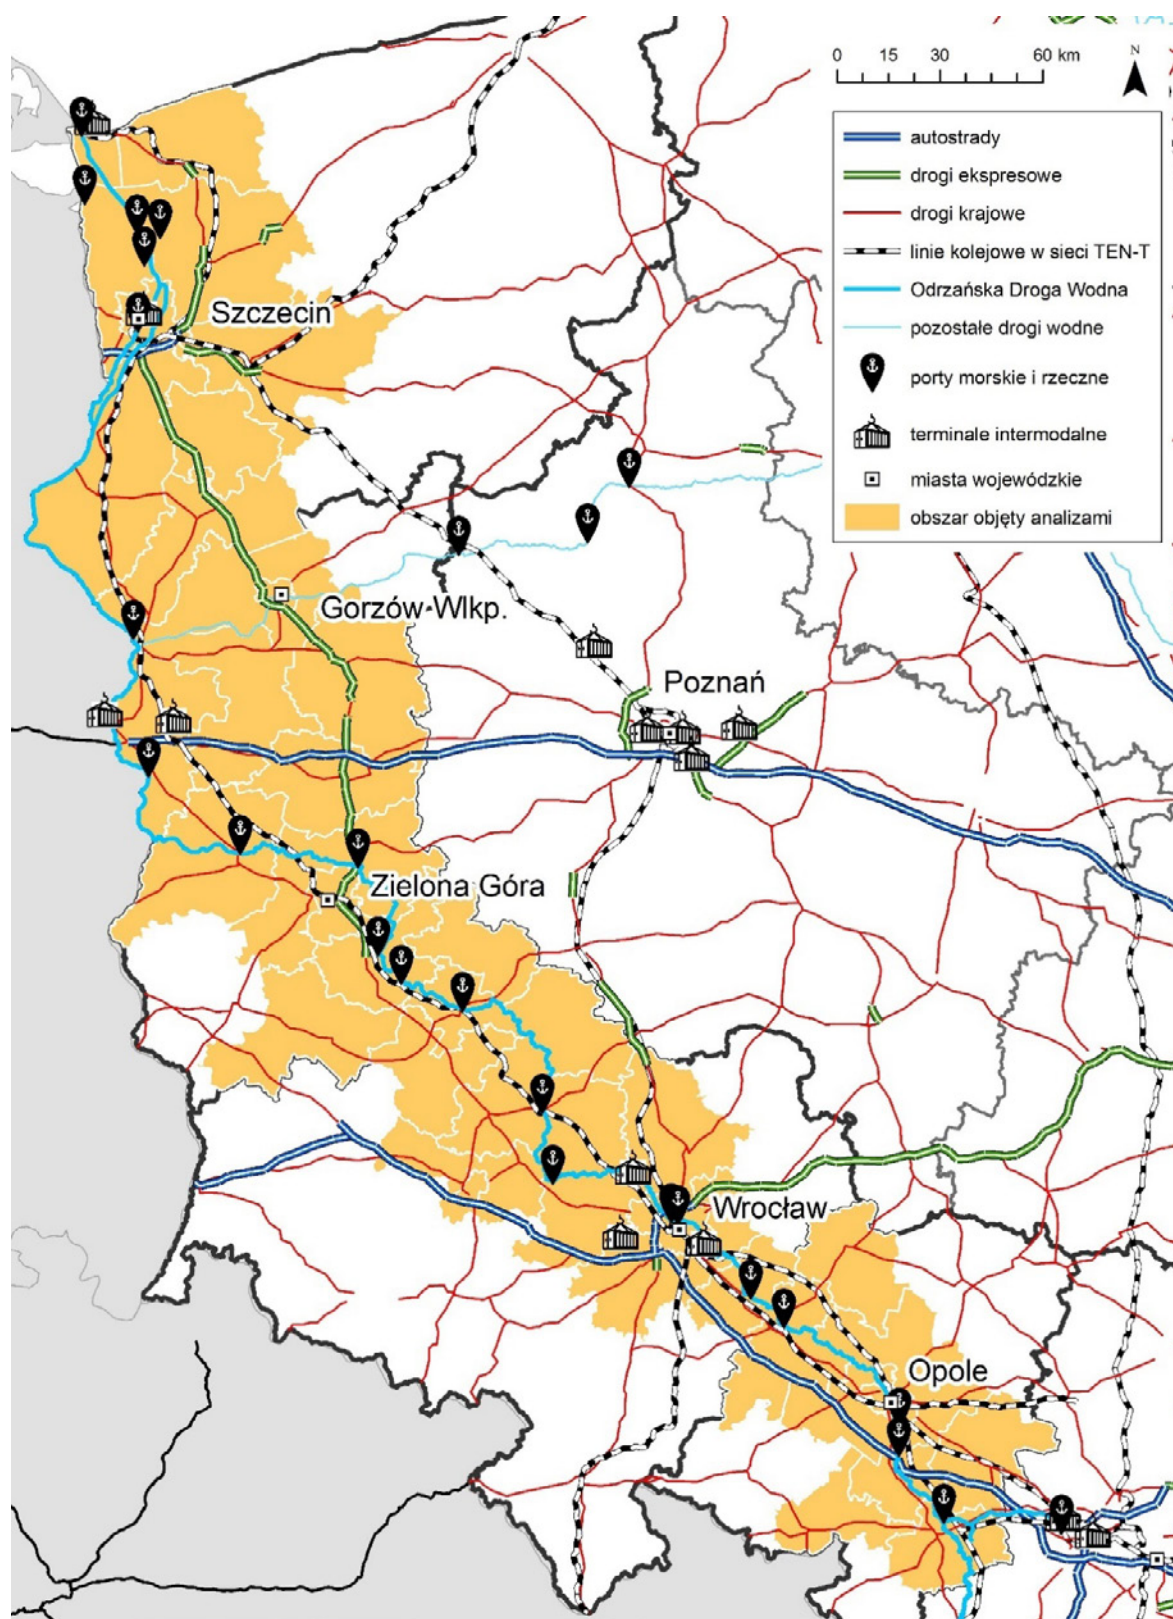 0 15 30 60 km
N
autostrady
drogi ekspresowe
drogi krajowe
linie kolejowe w sieci TEN-T
Odrzańska Droga Wodna
pozostałe drogi wodne
porty morskie i rzeczne
terminale intermodalne
miasta wojewódzkie
obszar objęty analizami
Szczecin
Gorzów Wlkp.
Poznań
Zielona Góra
Wrocław
Opole